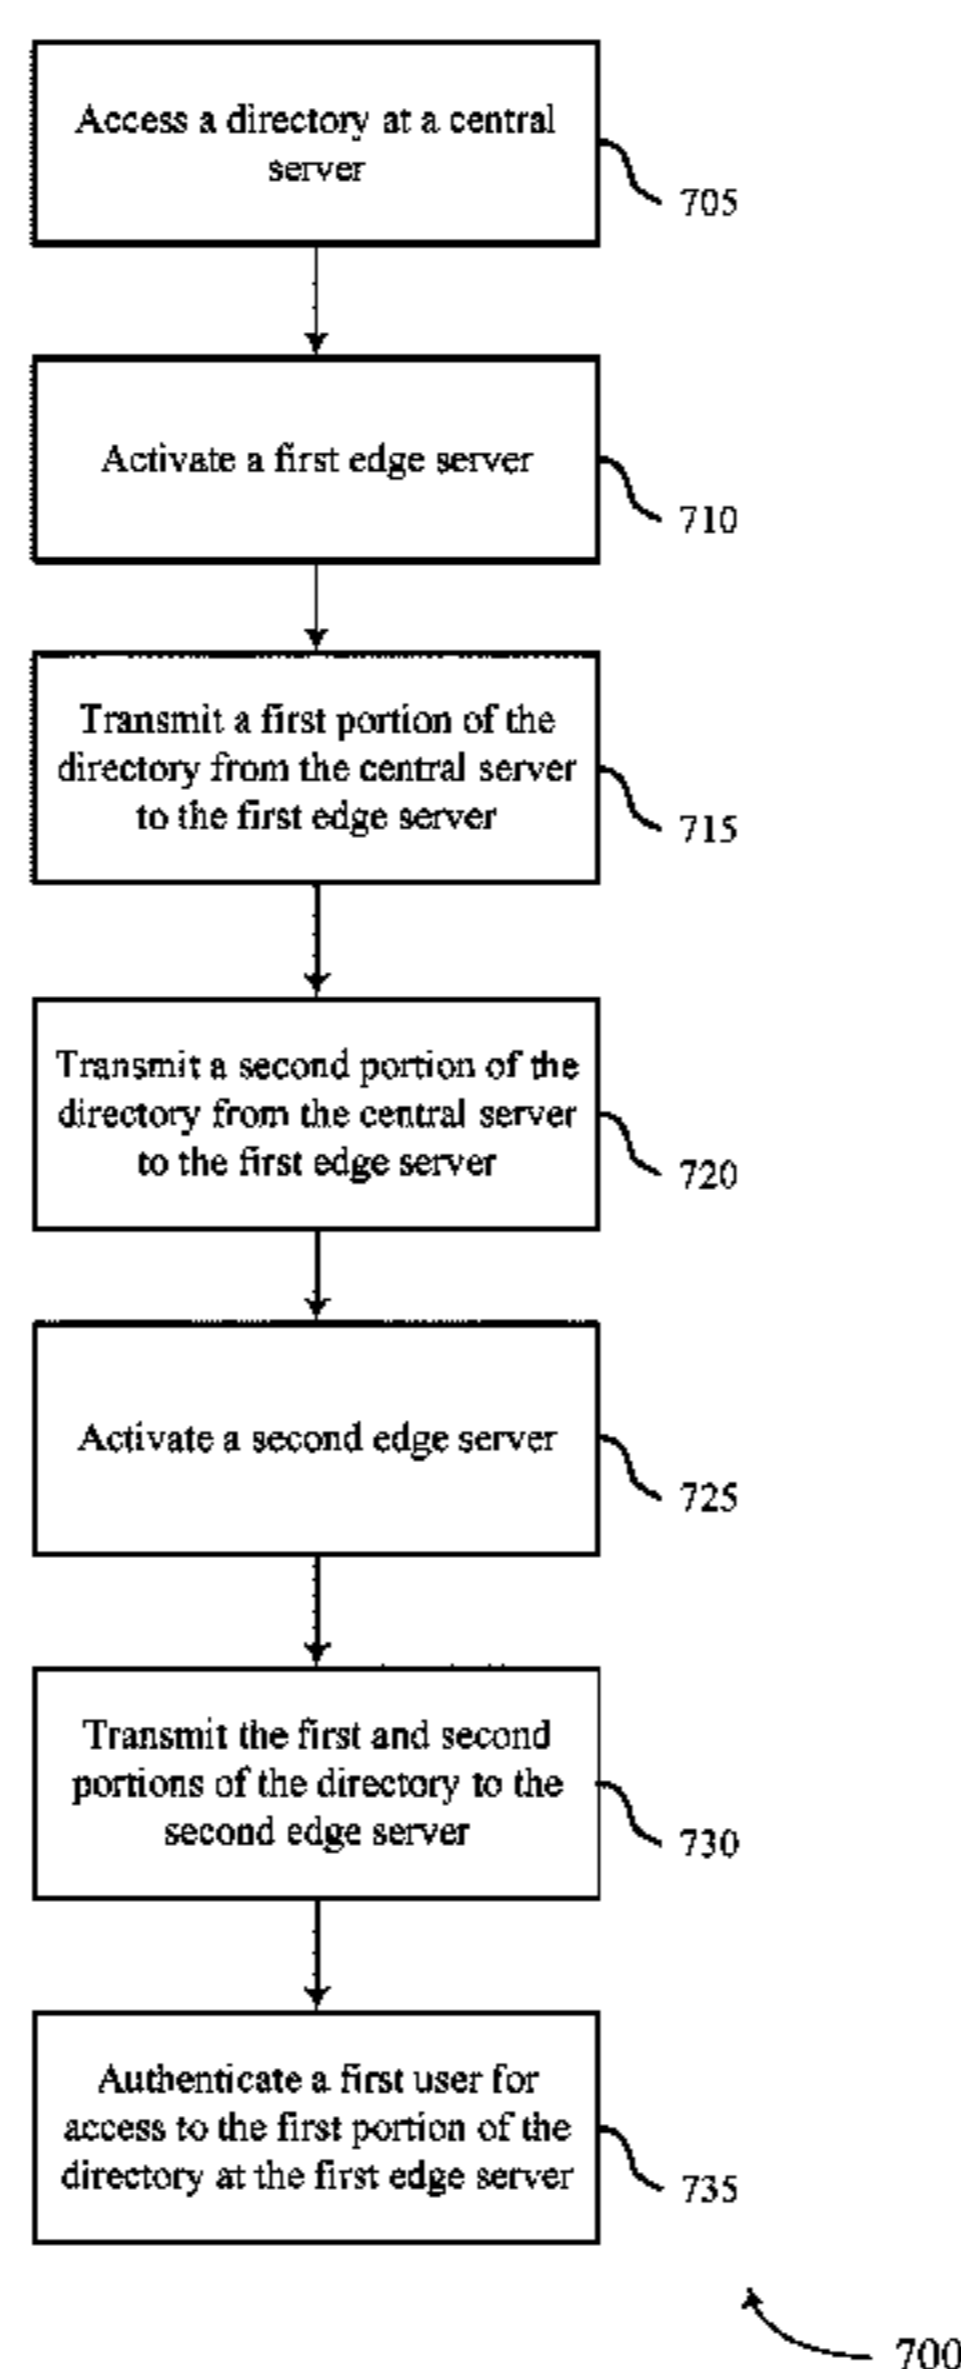 Access a directory at a central
server
705
Activate a first edge server
710
Transmit a first portion of the
directory from the central server
to the first edge server
715
Transmit a second portion of the
directory from the central server
to the first edge server
720
Activate a second edge server
725
Transmit the first and second
portions of the directory to the
second edge server
730
Authenticate a first user for
access to the first portion of the
directory at the first edge server
735
700